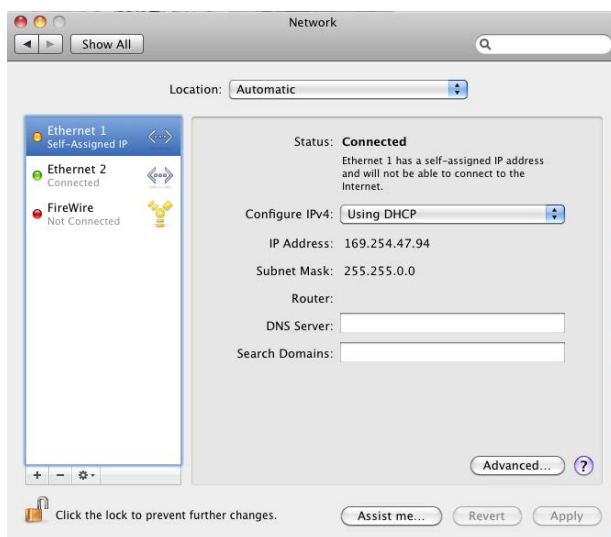 Network
Show All
Location: Automatic
Ethernet 1
Self-Assigned IP
Ethernet 2
Connected
FireWire
Not Connected
Status: Connected
Ethernet 1 has a self-assigned IP address
and will not be able to connect to the
Internet.
Configure IPv4: Using DHCP
IP Address: 169.254.47.94
Subnet Mask: 255.255.0.0
Router:
DNS Server:
Search Domains:
Advanced... ?
+ −
Click the lock to prevent further changes.
Assist me... Revert Apply